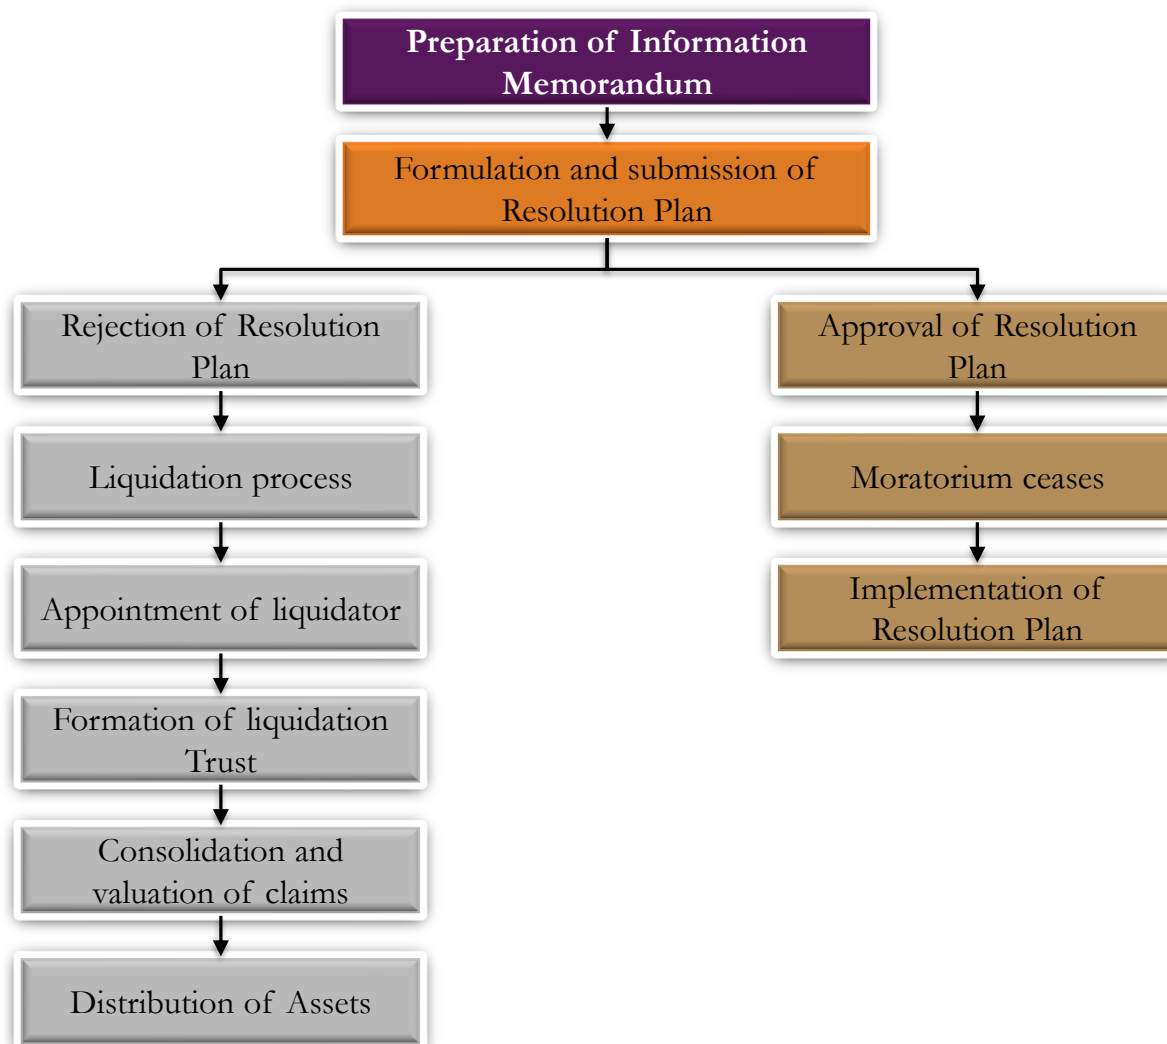 Preparation of Information
Memorandum
Formulation and submission of
Resolution Plan
Rejection of Resolution
Plan
Liquidation process
Appointment of liquidator
Formation of liquidation
Trust
Consolidation and
valuation of claims
Distribution of Assets
Approval of Resolution
Plan
Moratorium ceases
Implementation of
Resolution Plan